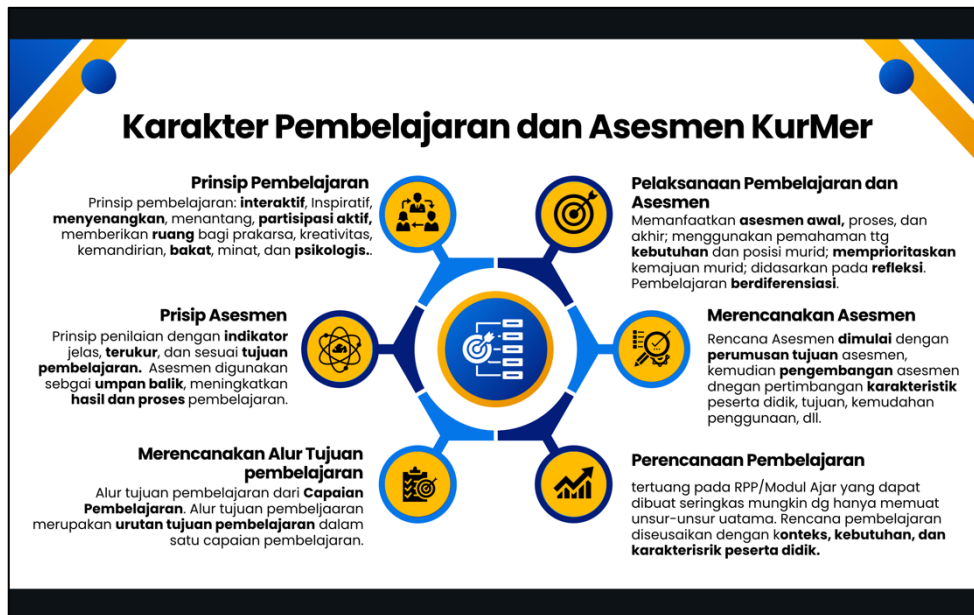 Karakter Pembelajaran dan Asesmen KurMer
Prinsip Pembelajaran
Prinsip pembelajaran: interaktif, Inspiratif,
menyenangkan, menantang, partisipasi aktif,
memberikan ruang bagi prakarsa, kreativitas,
kemandirian, bakat, minat, dan psikologis..
Pelaksanaan Pembelajaran dan
Asesmen
Memanfaatkan asesmen awal, proses, dan
akhir; menggunakan pemahaman ttg
kebutuhan dan posisi murid; memprioritaskan
kemajuan murid; didasarkan pada refleksi.
Pembelajaran berdiferensiasi.
Prisip Asesmen
Prinsip penilaian dengan indikator
jelas, terukur, dan sesuai tujuan
pembelajaran. Asesmen digunakan
sebgai umpan balik, meningkatkan
hasil dan proses pembelajaran.
Merencanakan Asesmen
Rencana Asesmen dimulai dengan
perumusan tujuan asesmen,
kemudian pengembangan asesmen
dnegan pertimbangan karakteristik
peserta didik, tujuan, kemudahan
penggunaan, dll.
Merencanakan Alur Tujuan
pembelajaran
Alur tujuan pembelajaran dari Capaian
Pembelajaran. Alur tujuan pembeljaaran
merupakan urutan tujuan pembelajaran dalam
satu capaian pembelajaran.
Perencanaan Pembelajaran
tertuang pada RPP/Modul Ajar yang dapat
dibuat seringkas mungkin dg hanya memuat
unsur-unsur uatama. Rencana pembelajaran
diseusaikan dengan konteks, kebutuhan, dan
karakterisrik peserta didik.